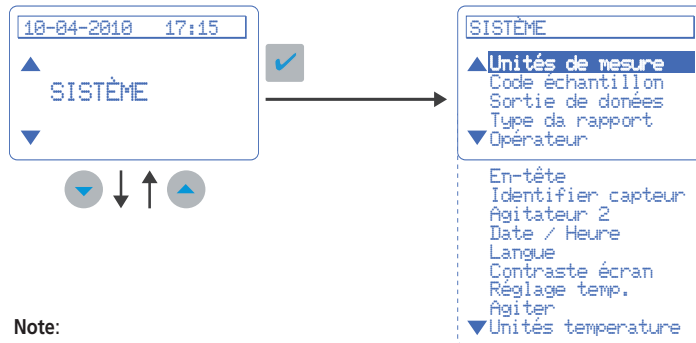 10-04-2010 17:15
SISTÈME
SISTÈME
Unités de mesure
Code échantillon
Sortie de donées
Type da rapport
Opérateur
En-tête
Identifier capteur
Agitateur 2
Date / Heure
Langue
Contraste écran
Réglage temp.
Agiter
Unités temperature
Note: